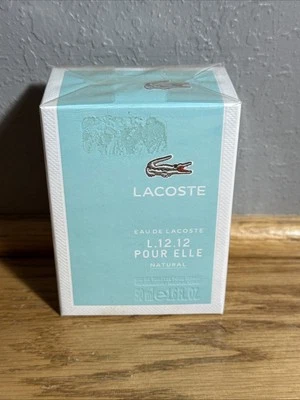 LACOSTE
EAU DE LACOSTE
L.12.12
POUR ELLE
NATURAL